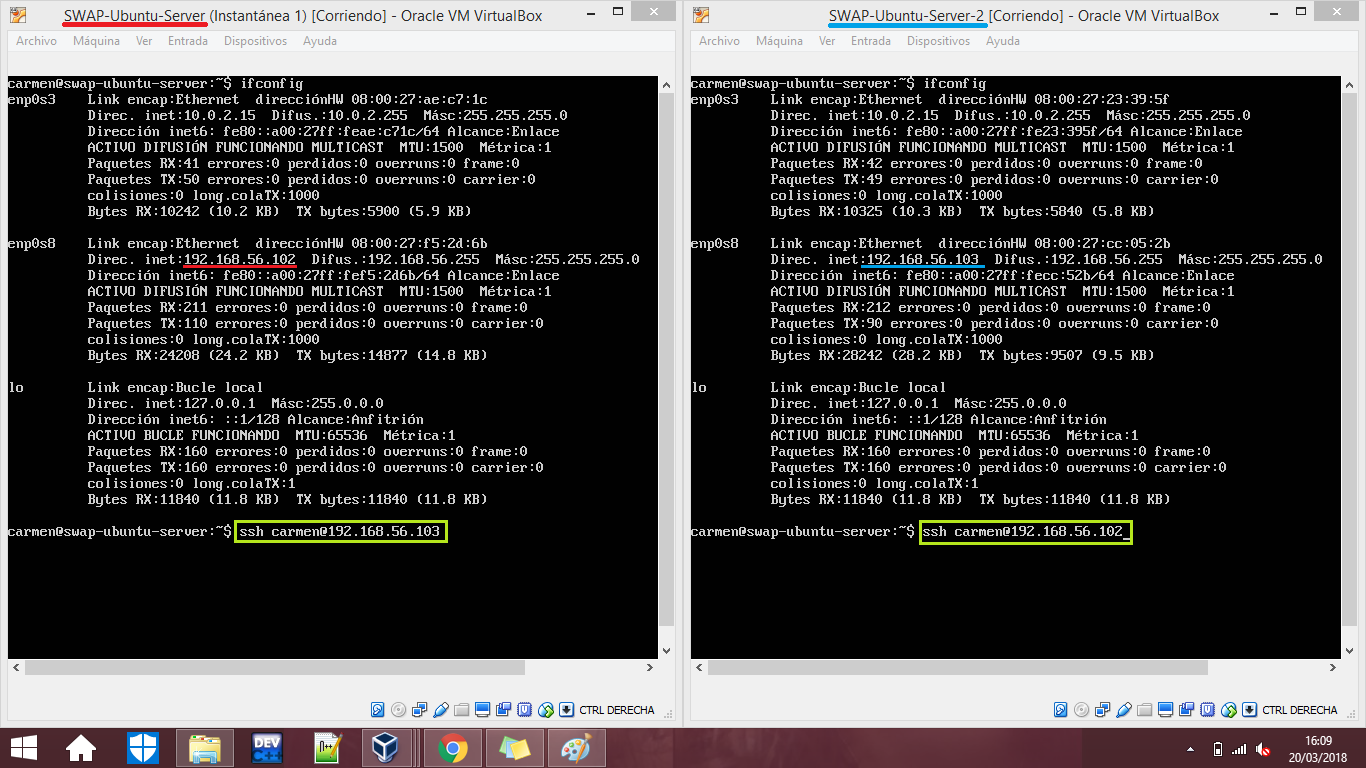 SWAP-Ubuntu-Server (Instantánea 1) [Corriendo] - Oracle VM VirtualBox
Archivo Máquina Ver Entrada Dispositivos Ayuda
carmen@swap-ubuntu-server:~$ ifconfig
enp0s3 Link encap:Ethernet direcciónHW 08:00:27:ae:c7:1c
Direc. inet:10.0.2.15 Difus.:10.0.2.255 Másc:255.255.255.0
Dirección inet6: fe80::a00:27ff:feae:c71c/64 Alcance:Enlace
ACTIVO DIFUSIÓN FUNCIONANDO MULTICAST MTU:1500 Métrica:1
Paquetes RX:41 errores:0 perdidos:0 overruns:0 frame:0
Paquetes TX:50 errores:0 perdidos:0 overruns:0 carrier:0
colisiones:0 long.colaTX:1000
Bytes RX:10242 (10.2 KB) TX bytes:5900 (5.9 KB)
enp0s8 Link encap:Ethernet direcciónHW 08:00:27:f5:2d:6b
Direc. inet:192.168.56.102 Difus.:192.168.56.255 Másc:255.255.255.0
Dirección inet6: fe80::a00:27ff:fef5:2d6b/64 Alcance:Enlace
ACTIVO DIFUSIÓN FUNCIONANDO MULTICAST MTU:1500 Métrica:1
Paquetes RX:211 errores:0 perdidos:0 overruns:0 frame:0
Paquetes TX:110 errores:0 perdidos:0 overruns:0 carrier:0
colisiones:0 long.colaTX:1000
Bytes RX:24208 (24.2 KB) TX bytes:14877 (14.8 KB)
lo Link encap:Bucle local
Direc. inet:127.0.0.1 Másc:255.0.0.0
Dirección inet6: ::1/128 Alcance:Anfitrión
ACTIVO BUCLE FUNCIONANDO MTU:65536 Métrica:1
Paquetes RX:160 errores:0 perdidos:0 overruns:0 frame:0
Paquetes TX:160 errores:0 perdidos:0 overruns:0 carrier:0
colisiones:0 long.colaTX:1
Bytes RX:11840 (11.8 KB) TX bytes:11840 (11.8 KB)
carmen@swap-ubuntu-server:~$ ssh carmen@192.168.56.103
CTRL DERECHA
SWAP-Ubuntu-Server-2 [Corriendo] - Oracle VM VirtualBox
Archivo Máquina Ver Entrada Dispositivos Ayuda
carmen@swap-ubuntu-server:~$ ifconfig
enp0s3 Link encap:Ethernet direcciónHW 08:00:27:23:39:5f
Direc. inet:10.0.2.15 Difus.:10.0.2.255 Másc:255.255.255.0
Dirección inet6: fe80::a00:27ff:fe23:395f/64 Alcance:Enlace
ACTIVO DIFUSIÓN FUNCIONANDO MULTICAST MTU:1500 Métrica:1
Paquetes RX:42 errores:0 perdidos:0 overruns:0 frame:0
Paquetes TX:49 errores:0 perdidos:0 overruns:0 carrier:0
colisiones:0 long.colaTX:1000
Bytes RX:10325 (10.3 KB) TX bytes:5840 (5.8 KB)
enp0s8 Link encap:Ethernet direcciónHW 08:00:27:cc:05:2b
Direc. inet:192.168.56.103 Difus.:192.168.56.255 Másc:255.255.255.0
Dirección inet6: fe80::a00:27ff:fecc:52b/64 Alcance:Enlace
ACTIVO DIFUSIÓN FUNCIONANDO MULTICAST MTU:1500 Métrica:1
Paquetes RX:212 errores:0 perdidos:0 overruns:0 frame:0
Paquetes TX:90 errores:0 perdidos:0 overruns:0 carrier:0
colisiones:0 long.colaTX:1000
Bytes RX:28242 (28.2 KB) TX bytes:9507 (9.5 KB)
lo Link encap:Bucle local
Direc. inet:127.0.0.1 Másc:255.0.0.0
Dirección inet6: ::1/128 Alcance:Anfitrión
ACTIVO BUCLE FUNCIONANDO MTU:65536 Métrica:1
Paquetes RX:160 errores:0 perdidos:0 overruns:0 frame:0
Paquetes TX:160 errores:0 perdidos:0 overruns:0 carrier:0
colisiones:0 long.colaTX:1
Bytes RX:11840 (11.8 KB) TX bytes:11840 (11.8 KB)
carmen@swap-ubuntu-server:~$ ssh carmen@192.168.56.102_
CTRL DERECHA
DEV C++
16:09
20/03/2018